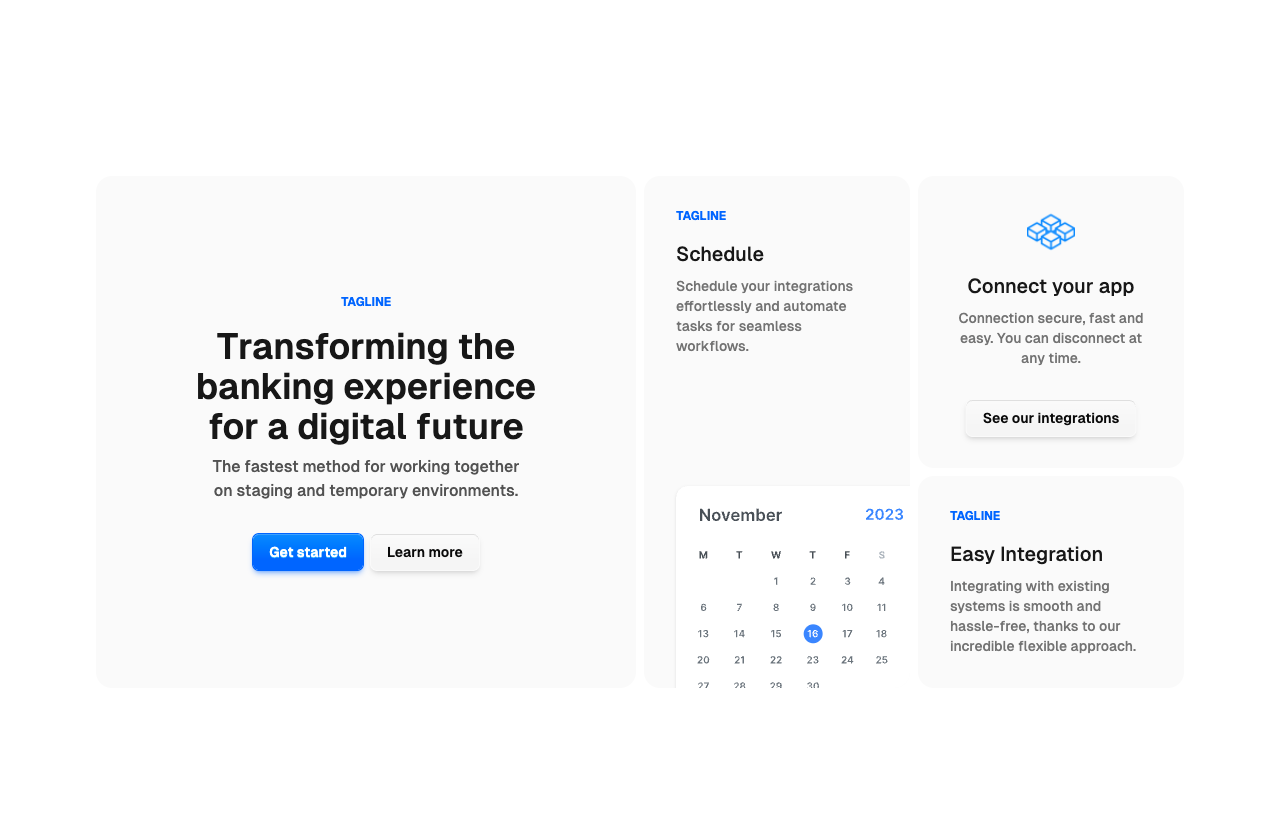 TAGLINE
Transforming the
banking experience
for a digital future
The fastest method for working together
on staging and temporary environments.
Get started
Learn more
TAGLINE
Schedule
Schedule your integrations
effortlessly and automate
tasks for seamless
workflows.
November 2023
M T W T F S
1 2 3 4
6 7 8 9 10 11
13 14 15 16 17 18
20 21 22 23 24 25
27 28 29 30
Connect your app
Connection secure, fast and
easy. You can disconnect at
any time.
See our integrations
TAGLINE
Easy Integration
Integrating with existing
systems is smooth and
hassle-free, thanks to our
incredible flexible approach.